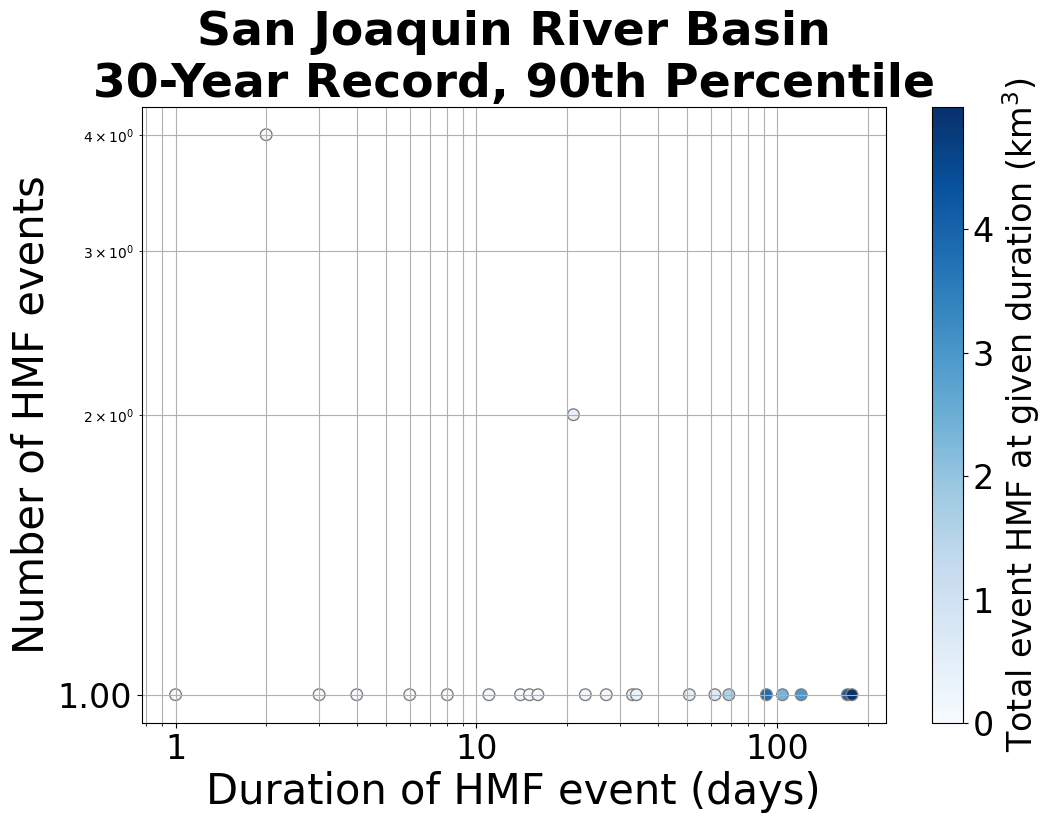 San Joaquin River Basin
30-Year Record, 90th Percentile
Number of HMF events
4 × 10⁰
3 × 10⁰
2 × 10⁰
1.00
1 10 100
Duration of HMF event (days)
4
3
2
1
0
Total event HMF at given duration (km³)